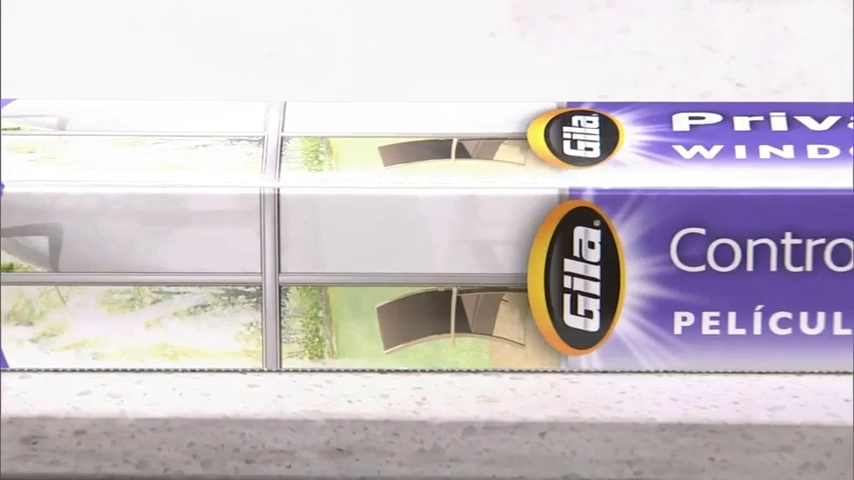 Gila.
Priva
WINDO
Gila®
Contro
PELÍCUL